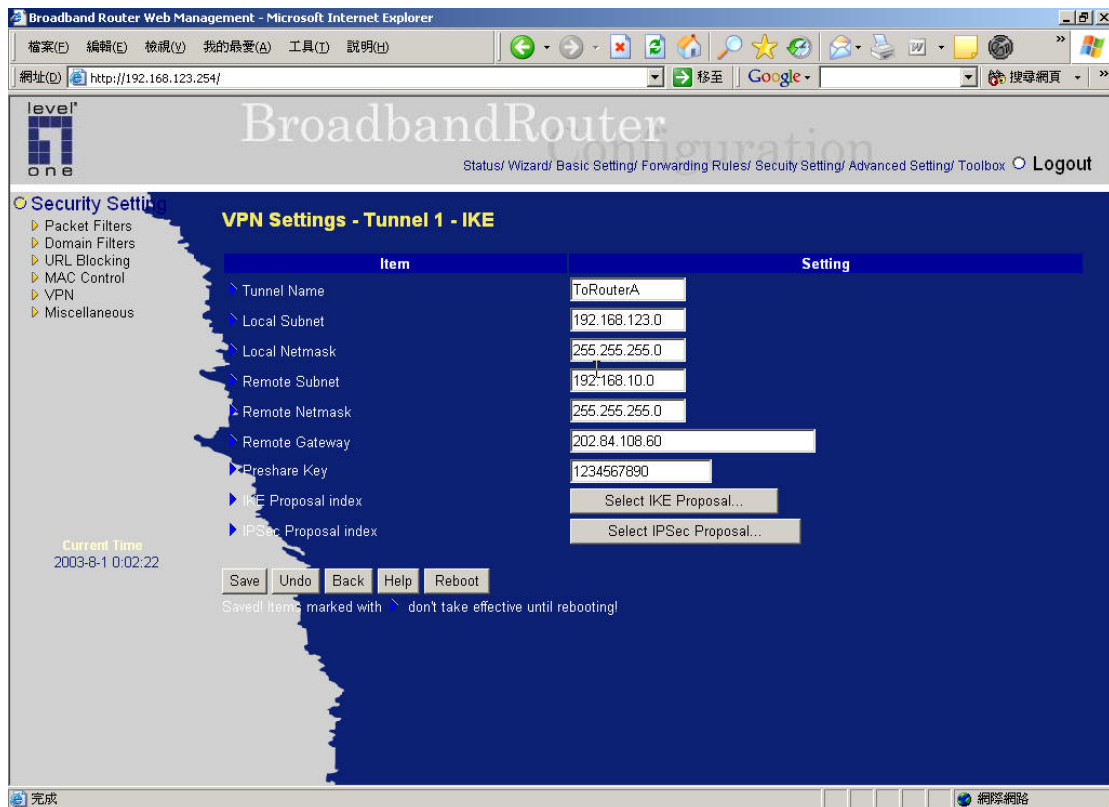 Broadband Router Web Management - Microsoft Internet Explorer
檔案(F) 編輯(E) 檢視(V) 我的最愛(A) 工具(T) 說明(H)
網址(D) http://192.168.123.254/ 移至 Google 搜尋網頁
level one
BroadbandRouter
Configuration
Status/ Wizard/ Basic Setting/ Forwarding Rules/ Secuity Setting/ Advanced Setting/ Toolbox Logout
Security Setting
Packet Filters
Domain Filters
URL Blocking
MAC Control
VPN
Miscellaneous
Current Time
2003-8-1 0:02:22
VPN Settings - Tunnel 1 - IKE
Item Setting
Tunnel Name ToRouterA
Local Subnet 192.168.123.0
Local Netmask 255.255.255.0
Remote Subnet 192.168.10.0
Remote Netmask 255.255.255.0
Remote Gateway 202.84.108.60
Preshare Key 1234567890
IKE Proposal index Select IKE Proposal...
IPSec Proposal index Select IPSec Proposal...
Save Undo Back Help Reboot
Saved! Items marked with don't take effective until rebooting!
完成 網際網路